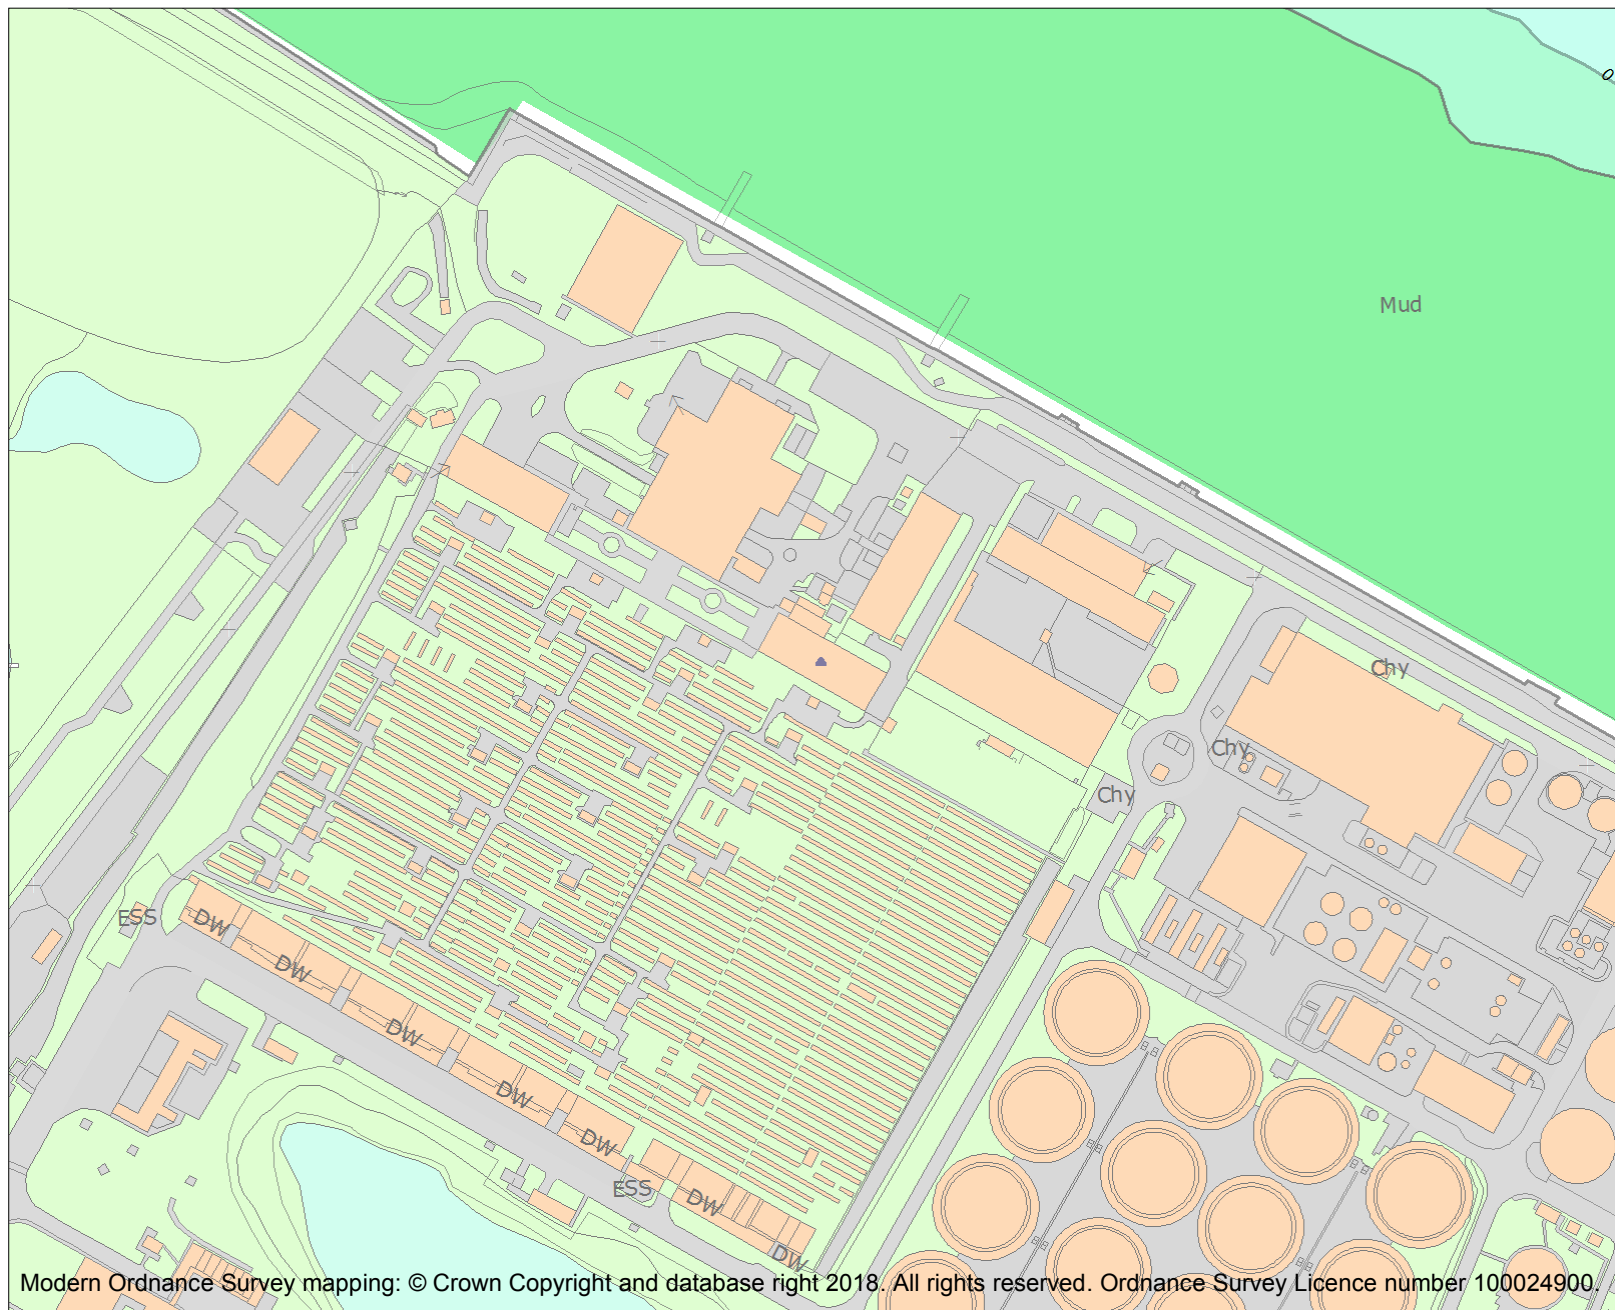 0
Mud
Chy
Chy
Chy
ESS
DW
DW
DW
DW
DW
ESS
DW
DW
Modern Ordnance Survey mapping: © Crown Copyright and database right 2018. All rights reserved. Ordnance Survey Licence number 100024900.